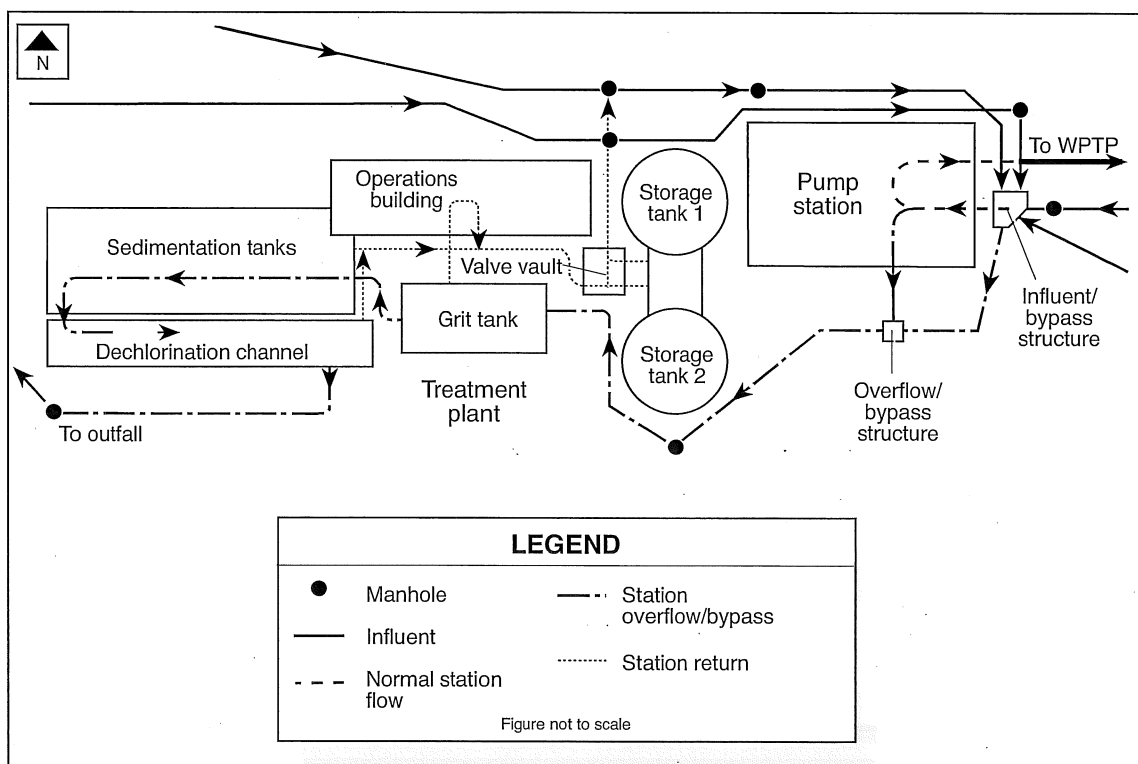 N
To WPTP
Operations
building
Storage
tank 1
Pump
station
Sedimentation tanks
Valve vault
Grit tank
Influent/
bypass
structure
Dechlorination channel
Storage
tank 2
Treatment
plant
Overflow/
bypass
structure
To outfall
LEGEND
Manhole
Influent
Normal station
flow
Station
overflow/bypass
Station return
Figure not to scale